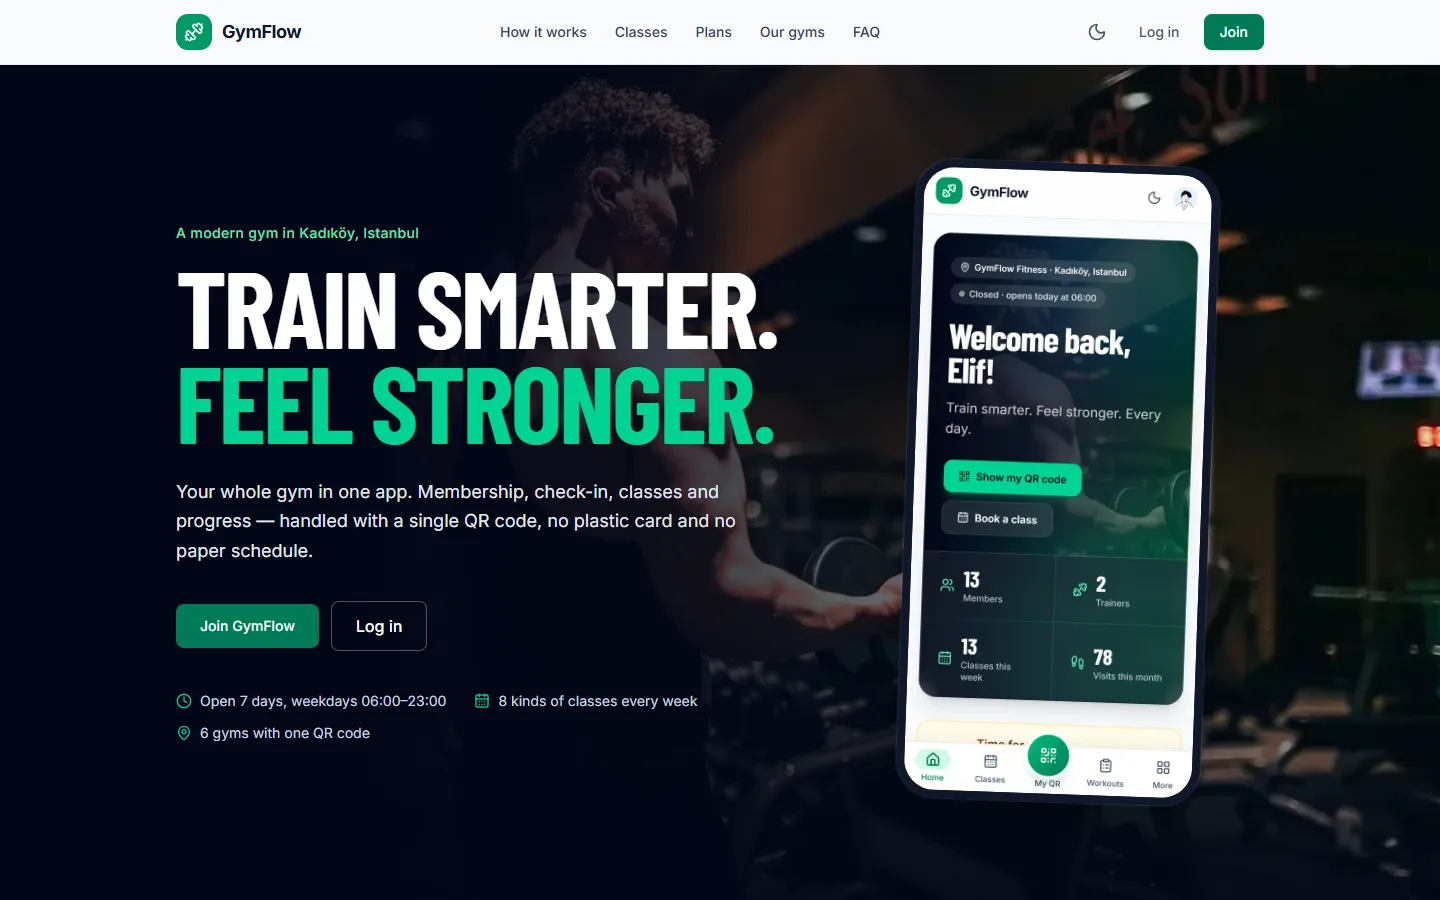 GymFlow
How it works
Classes
Plans
Our gyms
FAQ
Log in
Join
A modern gym in Kadıköy, Istanbul
TRAIN SMARTER.
FEEL STRONGER.
Your whole gym in one app. Membership, check-in, classes and
progress — handled with a single QR code, no plastic card and no
paper schedule.
Join GymFlow
Log in
Open 7 days, weekdays 06:00–23:00
8 kinds of classes every week
6 gyms with one QR code
GymFlow
GymFlow Fitness · Kadıköy, Istanbul
Closed · opens today at 06:00
Welcome back,
Elif!
Train smarter. Feel stronger. Every
day.
Show my QR code
Book a class
13
Members
2
Trainers
13
Classes this
week
78
Visits this month
Time for
Home
Classes
My QR
Workouts
More